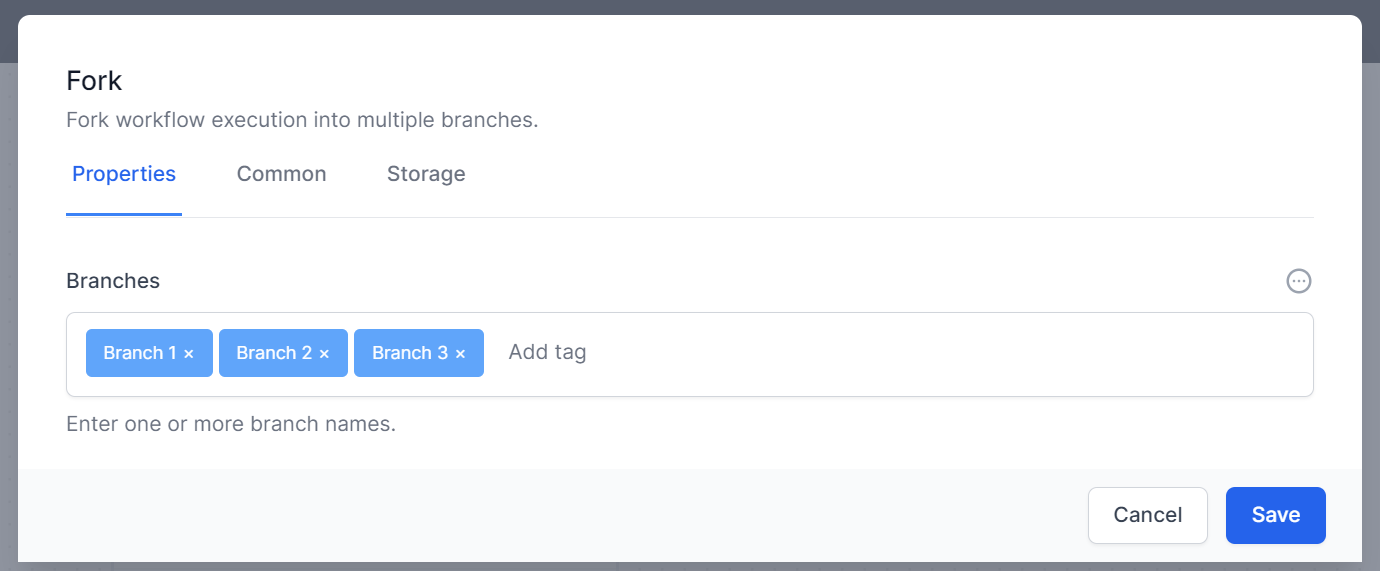 Fork
Fork workflow execution into multiple branches.
Properties Common Storage
Branches
Branch 1 × Branch 2 × Branch 3 × Add tag
Enter one or more branch names.
Cancel Save